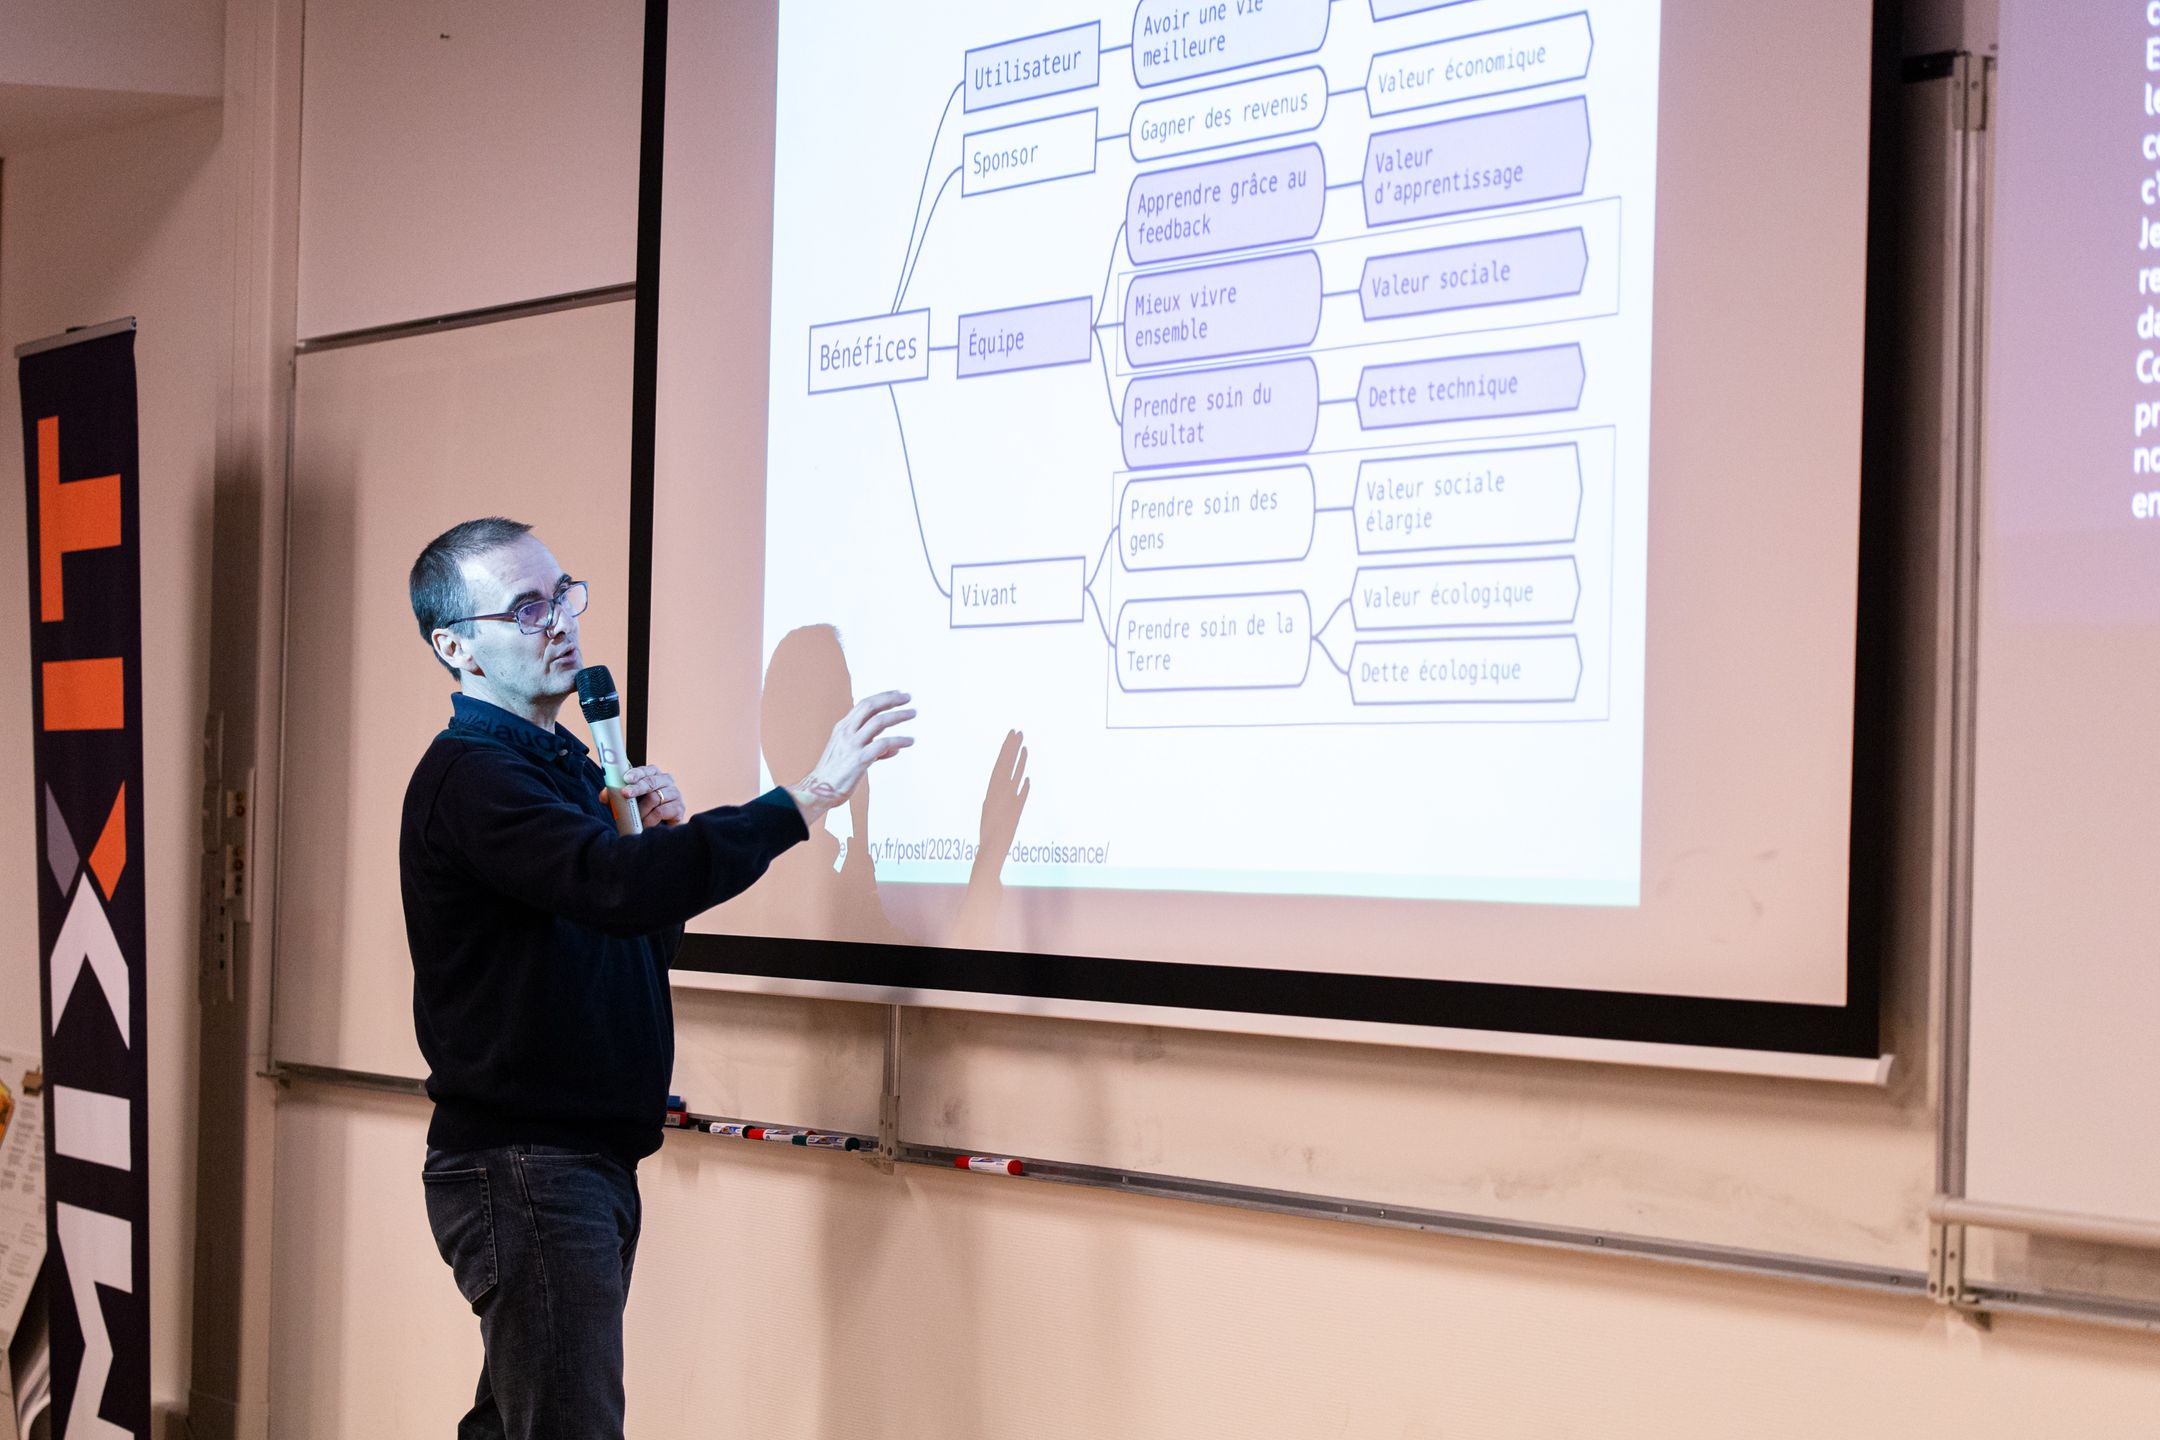 Avoir une vie
meilleure
Utilisateur
Valeur économique
Gagner des revenus
Sponsor
Valeur
d'apprentissage
Apprendre grâce au
feedback
Valeur sociale
Mieux vivre
ensemble
Bénéfices
Équipe
Dette technique
Prendre soin du
résultat
Valeur sociale
élargie
Prendre soin des
gens
Vivant
Valeur écologique
Prendre soin de la
Terre
Dette écologique
ry.fr/post/2023/a
decroissance/
MiXiT